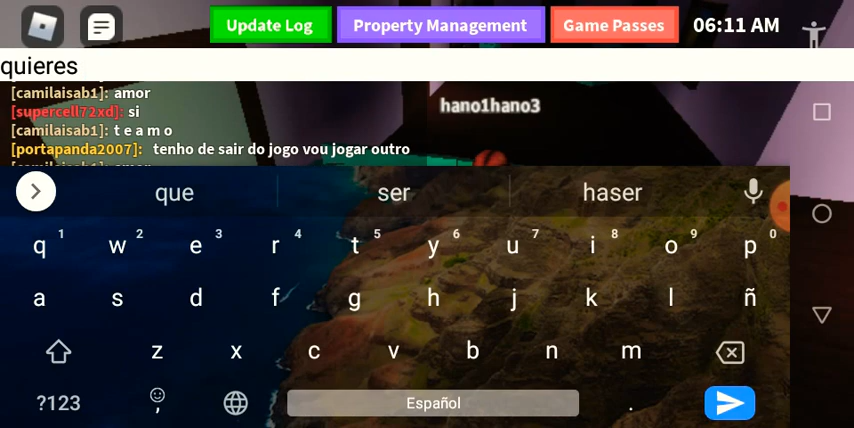 Update Log Property Management Game Passes 06:11 AM
quieres
[camilaisab1]: amor
[supercell72xd]: si
[camilaisab1]: t e a m o
[portapanda2007]: tenho de sair do jogo vou jogar outro
hano1hano3
que ser haser
q 1 w 2 e 3 r 4 t 5 y 6 u 7 i 8 o 9 p 0
a s d f g h j k l ñ
z x c v b n m
?123 , Español .